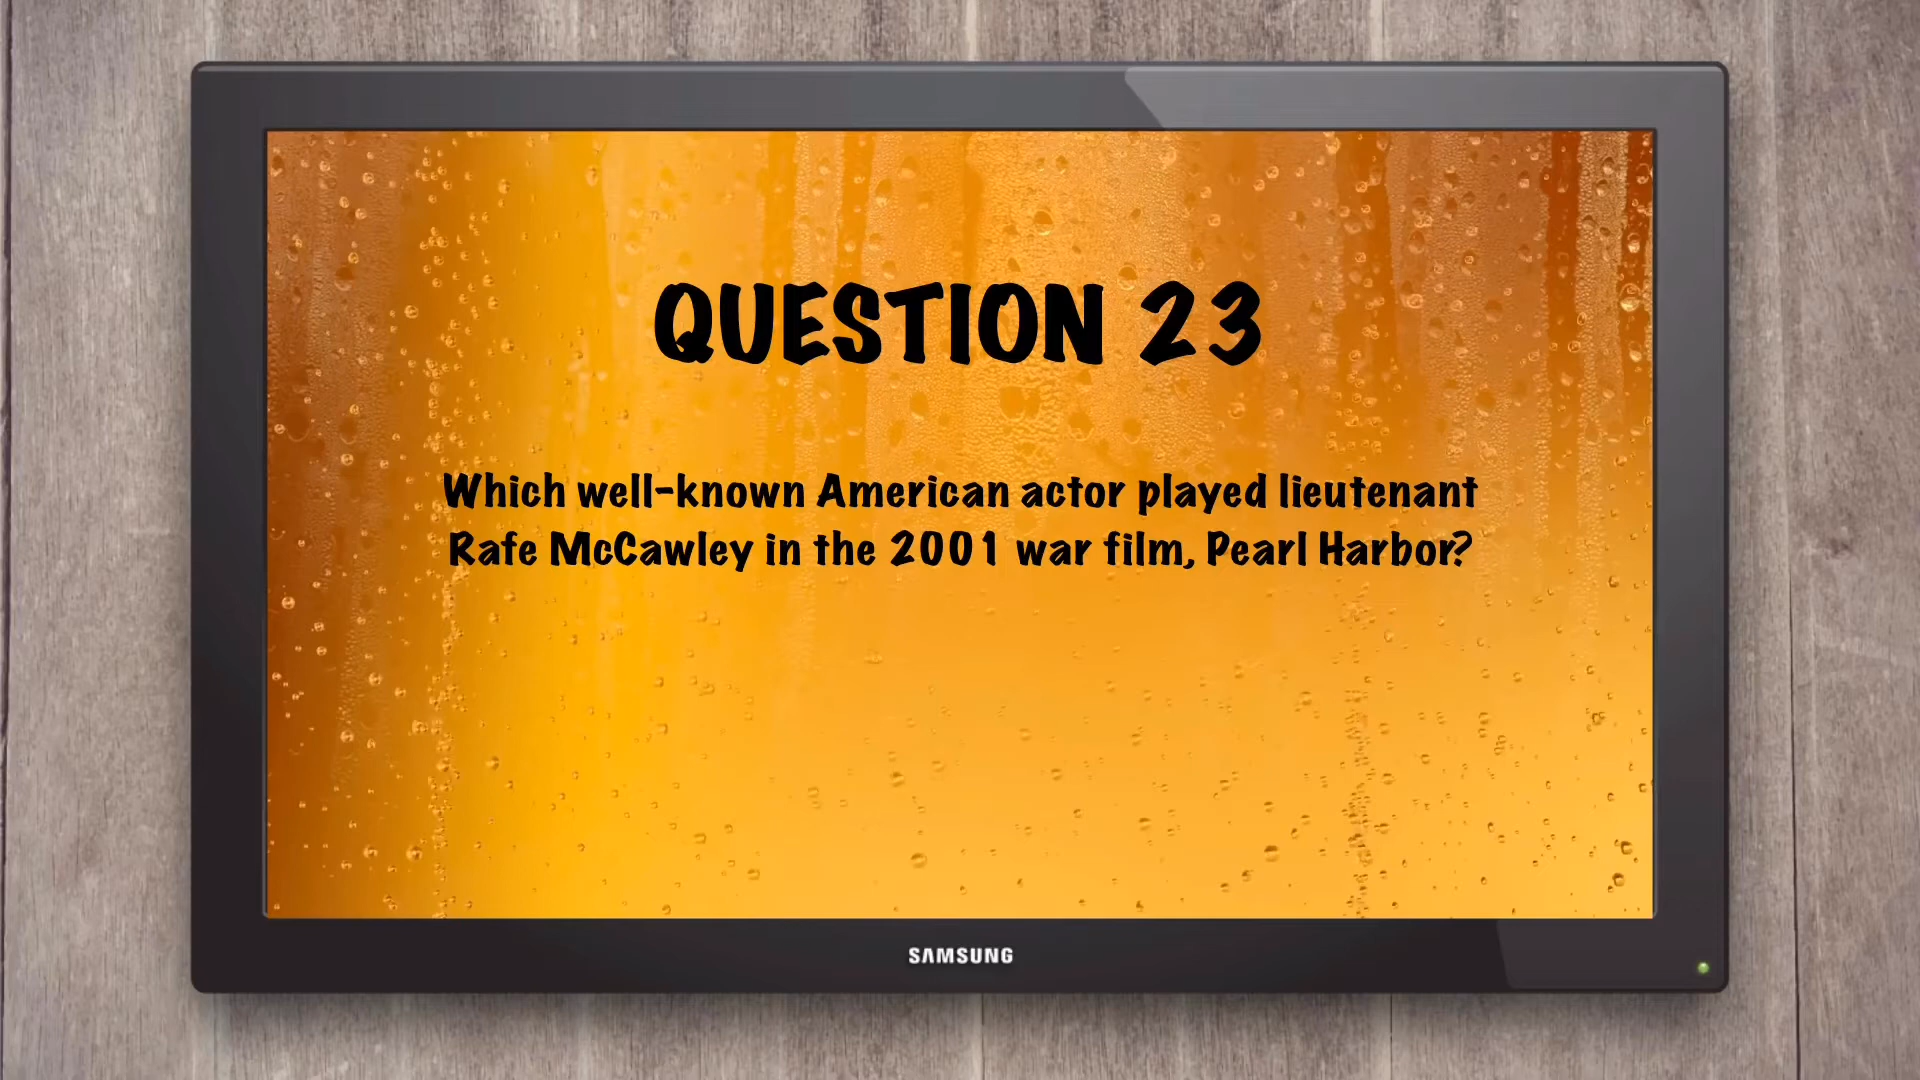 QUESTION 23
Which well-known American actor played lieutenant
Rafe McCawley in the 2001 war film, Pearl Harbor?
SAMSUNG